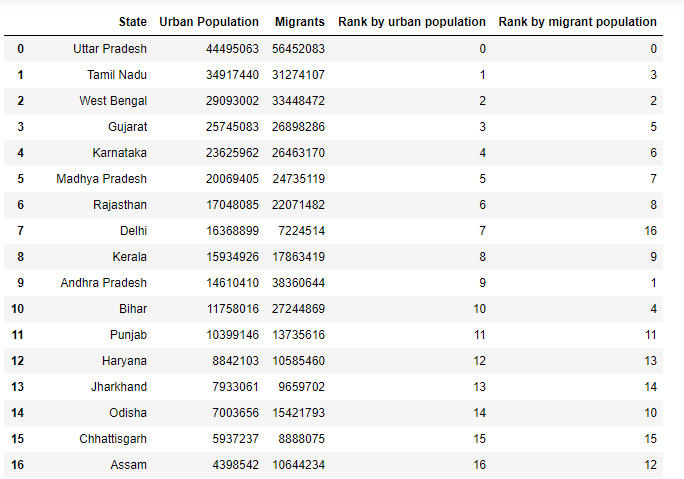 State Urban Population Migrants Rank by urban population Rank by migrant population
0 Uttar Pradesh 44495063 56452083 0 0
1 Tamil Nadu 34917440 31274107 1 3
2 West Bengal 29093002 33448472 2 2
3 Gujarat 25745083 26898286 3 5
4 Karnataka 23625962 26463170 4 6
5 Madhya Pradesh 20069405 24735119 5 7
6 Rajasthan 17048085 22071482 6 8
7 Delhi 16368899 7224514 7 16
8 Kerala 15934926 17863419 8 9
9 Andhra Pradesh 14610410 38360644 9 1
10 Bihar 11758016 27244869 10 4
11 Punjab 10399146 13735616 11 11
12 Haryana 8842103 10585460 12 13
13 Jharkhand 7933061 9659702 13 14
14 Odisha 7003656 15421793 14 10
15 Chhattisgarh 5937237 8888075 15 15
16 Assam 4398542 10644234 16 12